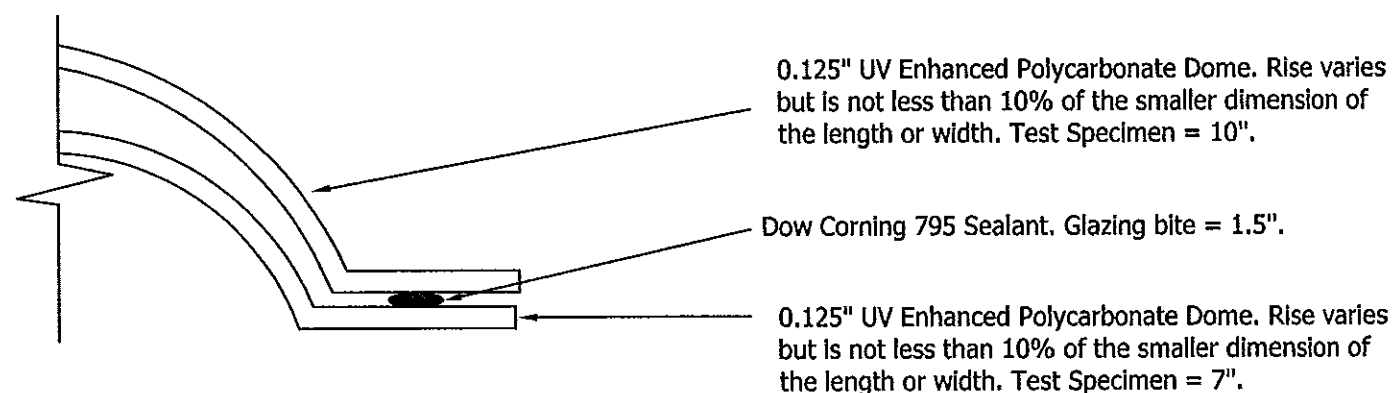 0.125" UV Enhanced Polycarbonate Dome. Rise varies
but is not less than 10% of the smaller dimension of
the length or width. Test Specimen = 10".
Dow Corning 795 Sealant. Glazing bite = 1.5".
0.125" UV Enhanced Polycarbonate Dome. Rise varies
but is not less than 10% of the smaller dimension of
the length or width. Test Specimen = 7".